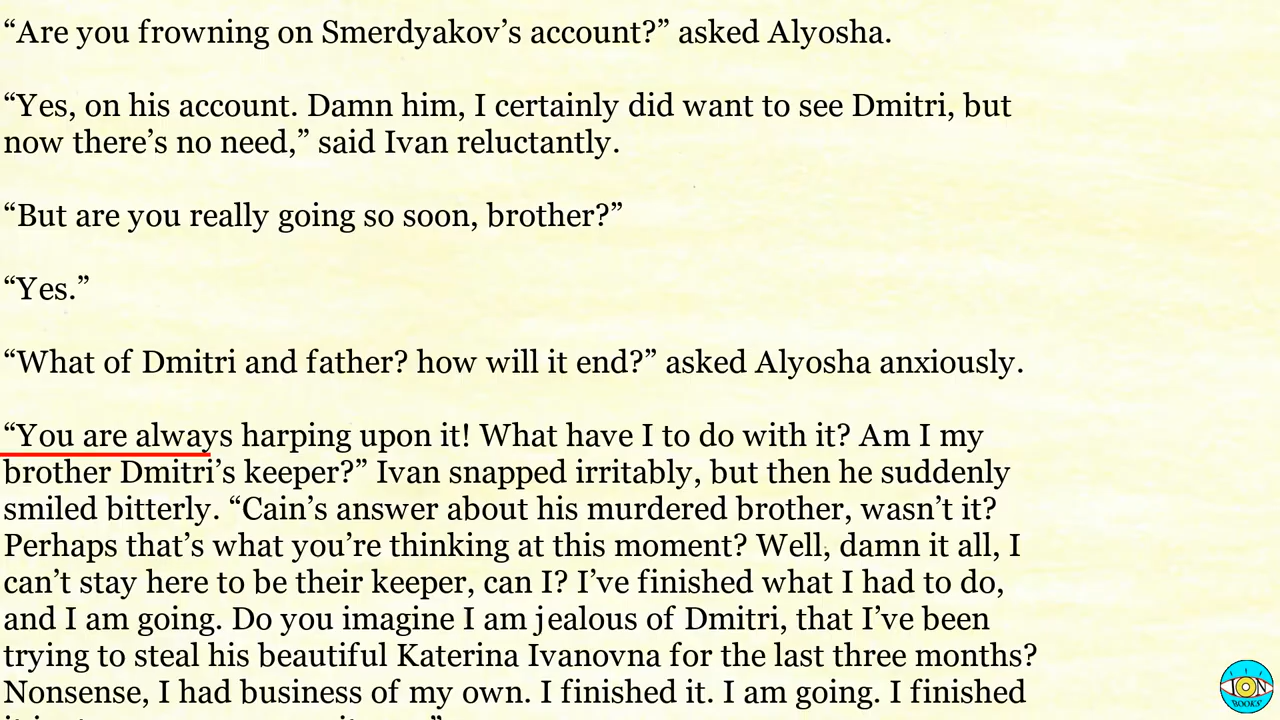 “Are you frowning on Smerdyakov’s account?” asked Alyosha.
“Yes, on his account. Damn him, I certainly did want to see Dmitri, but
now there’s no need,” said Ivan reluctantly.
“But are you really going so soon, brother?”
“Yes.”
“What of Dmitri and father? how will it end?” asked Alyosha anxiously.
“You are always harping upon it! What have I to do with it? Am I my
brother Dmitri’s keeper?” Ivan snapped irritably, but then he suddenly
smiled bitterly. “Cain’s answer about his murdered brother, wasn’t it?
Perhaps that’s what you’re thinking at this moment? Well, damn it all, I
can’t stay here to be their keeper, can I? I’ve finished what I had to do,
and I am going. Do you imagine I am jealous of Dmitri, that I’ve been
trying to steal his beautiful Katerina Ivanovna for the last three months?
Nonsense, I had business of my own. I finished it. I am going. I finished
ION
BOOKS